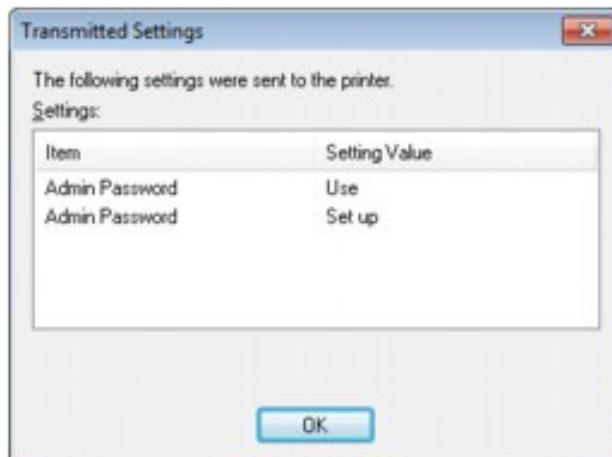 Transmitted Settings
The following settings were sent to the printer.
Settings:
Item Setting Value
Admin Password Use
Admin Password Set up
OK